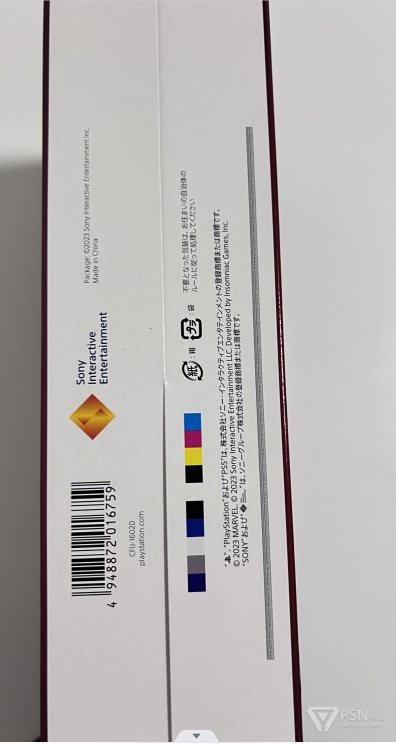 Package: ©2023 Sony Interactive Entertainment Inc.
Made in China
Sony
Interactive
Entertainment
4 948872 016759
CFIJ-16020
playstation.com
不要となった包装は、お住まいの自治体の
ルールに従って処理してください
紙 : 箱
プラ : 袋
"PlayStation"および"PS5"は、株式会社ソニー・インタラクティブエンタテインメントの登録商標または商標です。
© 2023 MARVEL © 2023 Sony Interactive Entertainment LLC. Developed by Insomniac Games, Inc.
"SONY"および" "は、ソニーグループ株式会社の登録商標または商標です。
PSN